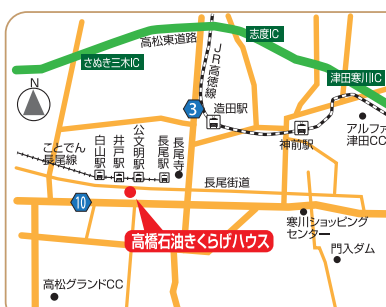 高松東道路
志度IC
さぬき三木IC
津田寒川IC
N
JR高徳線
3
造田駅
神前駅
アルファ
津田CC
ことでん
長尾線
白山駅
井戸駅
公文明駅
長尾駅
長尾寺
長尾街道
10
高橋石油きくらげハウス
寒川ショッピング
センター
門入ダム
高松グランドCC